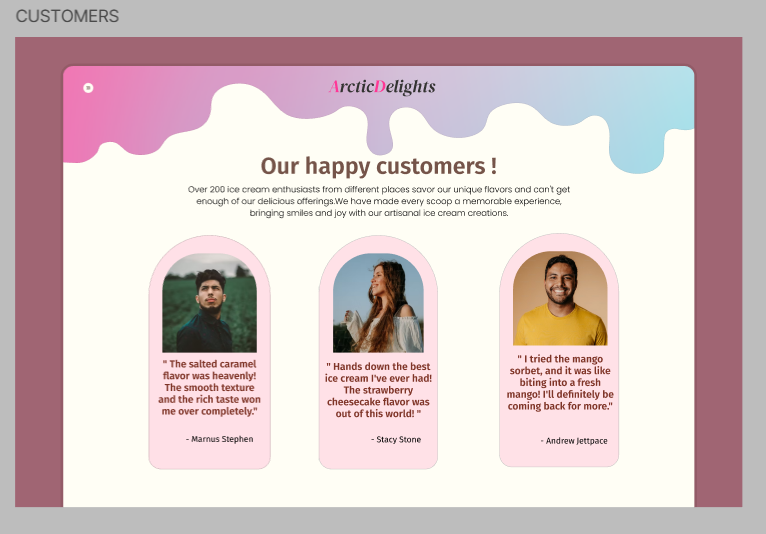 CUSTOMERS
ArcticDelights
Our happy customers !
Over 200 ice cream enthusiasts from different places savor our unique flavors and can't get
enough of our delicious offerings.We have made every scoop a memorable experience,
bringing smiles and joy with our artisanal ice cream creations.
" The salted caramel
flavor was heavenly!
The smooth texture
and the rich taste won
me over completely."
- Marnus Stephen
" Hands down the best
ice cream I've ever had!
The strawberry
cheesecake flavor was
out of this world! "
- Stacy Stone
" I tried the mango
sorbet, and it was like
biting into a fresh
mango! I'll definitely be
coming back for more."
- Andrew Jettpace